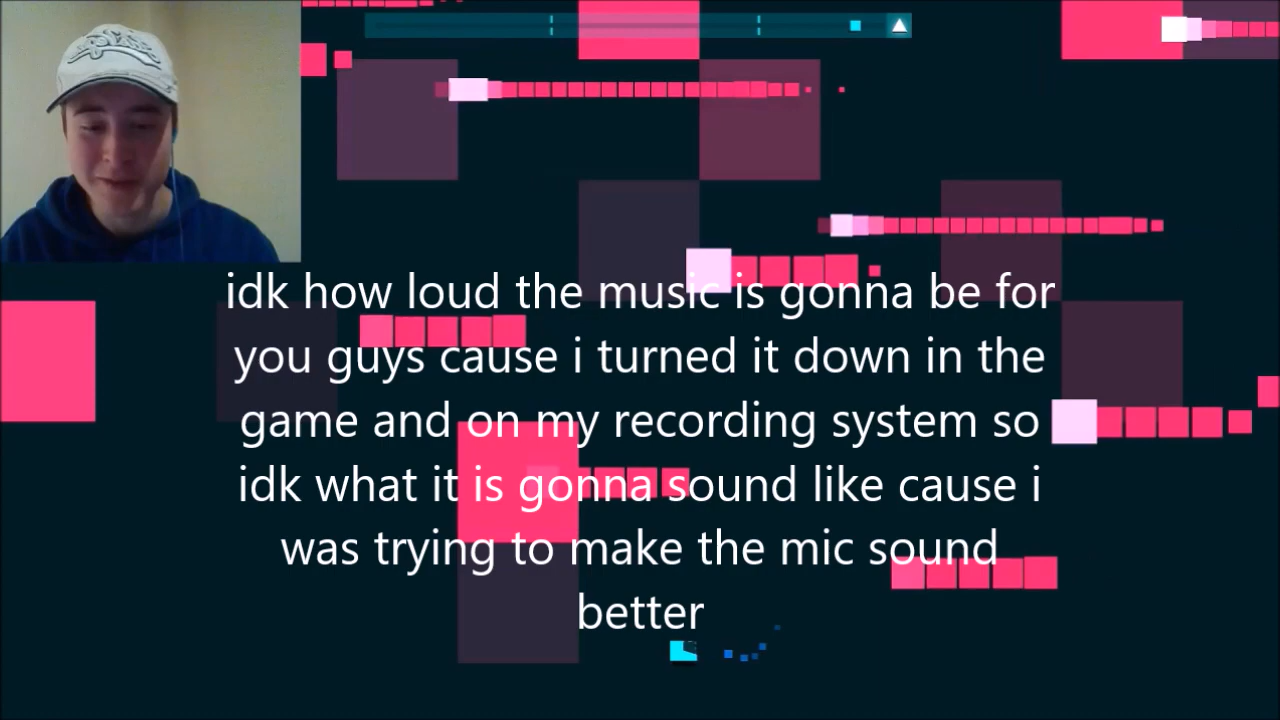 idk how loud the music is gonna be for
you guys cause i turned it down in the
game and on my recording system so
idk what it is gonna sound like cause i
was trying to make the mic sound
better